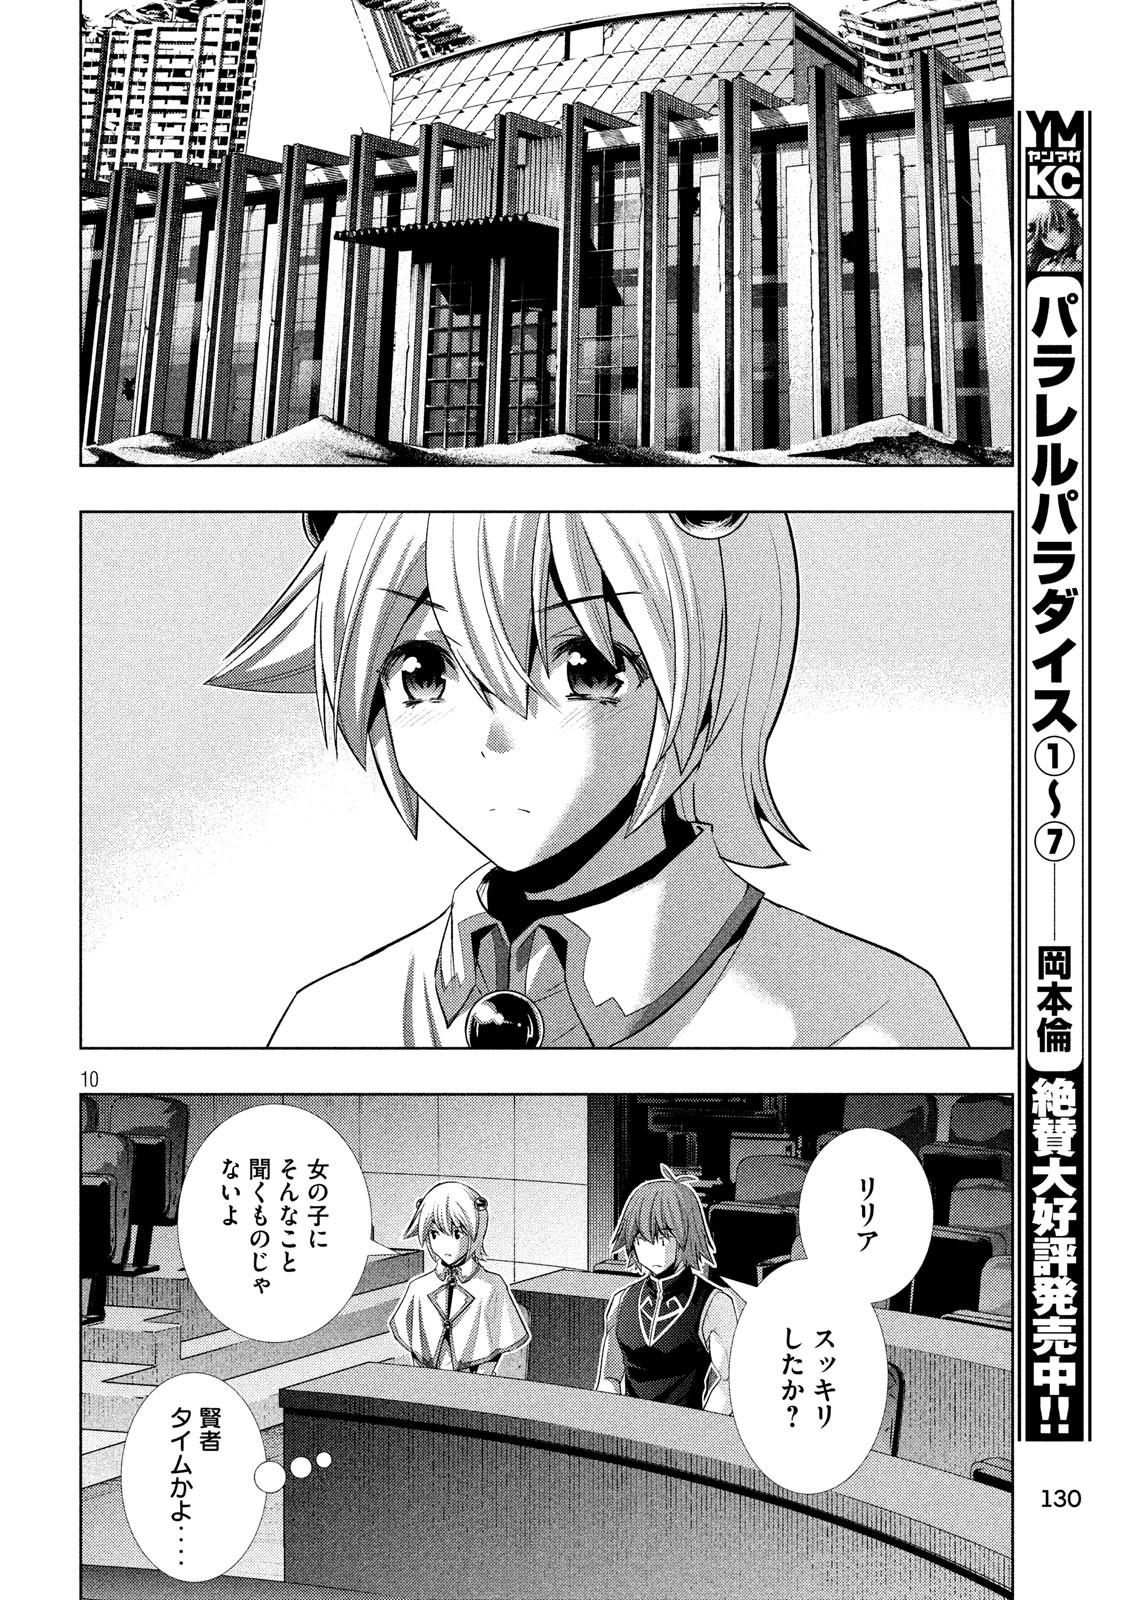 YM
ヤンマガ
KC
パラレルパラダイス①〜⑦――岡本倫 絶賛大好評発売中!!
10
リリア
スッキリ
したか?
女の子に
そんなこと
聞くものじゃ
ないよ
賢者
タイムかよ‥‥
130